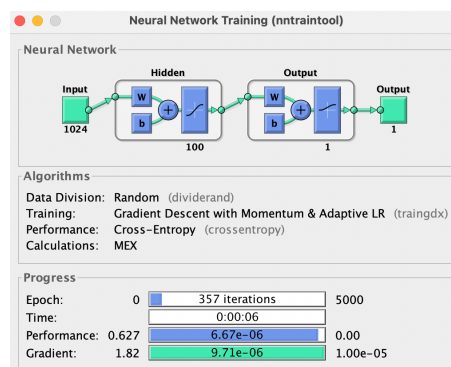 Neural Network Training (nntraintool)
Neural Network
Hidden Output
Input Output
W W
b b
1024 1
100 1
Algorithms
Data Division: Random (dividerand)
Training: Gradient Descent with Momentum & Adaptive LR (traingdx)
Performance: Cross-Entropy (crossentropy)
Calculations: MEX
Progress
Epoch: 0 357 iterations 5000
Time: 0:00:06
Performance: 0.627 6.67e-06 0.00
Gradient: 1.82 9.71e-06 1.00e-05